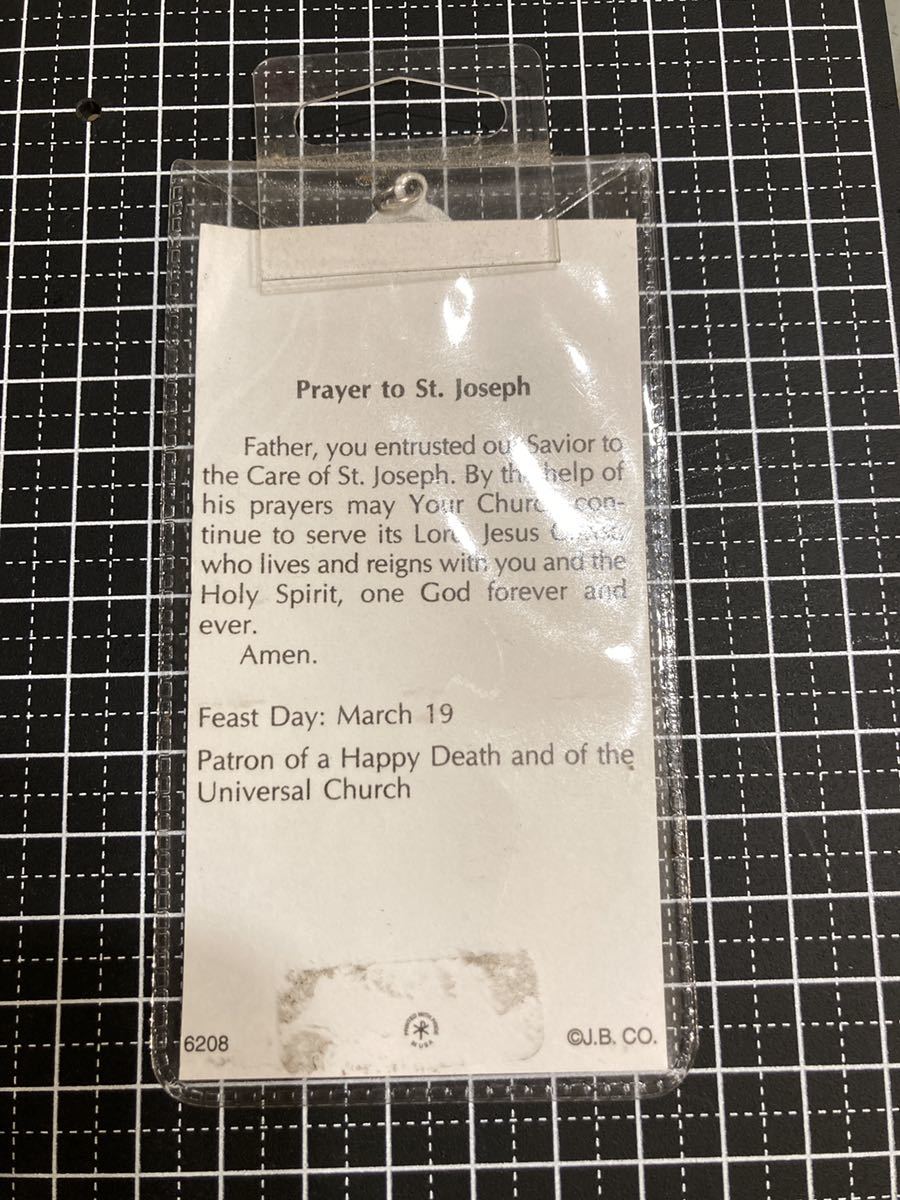 Prayer to St. Joseph
Father, you entrusted our Savior to
the Care of St. Joseph. By the help of
his prayers may Your Church con-
tinue to serve its Lord, Jesus
who lives and reigns with you and the
Holy Spirit, one God forever and
ever.
Amen.
Feast Day: March 19
Patron of a Happy Death and of the
Universal Church
6208
IN USA
©J.B. CO.